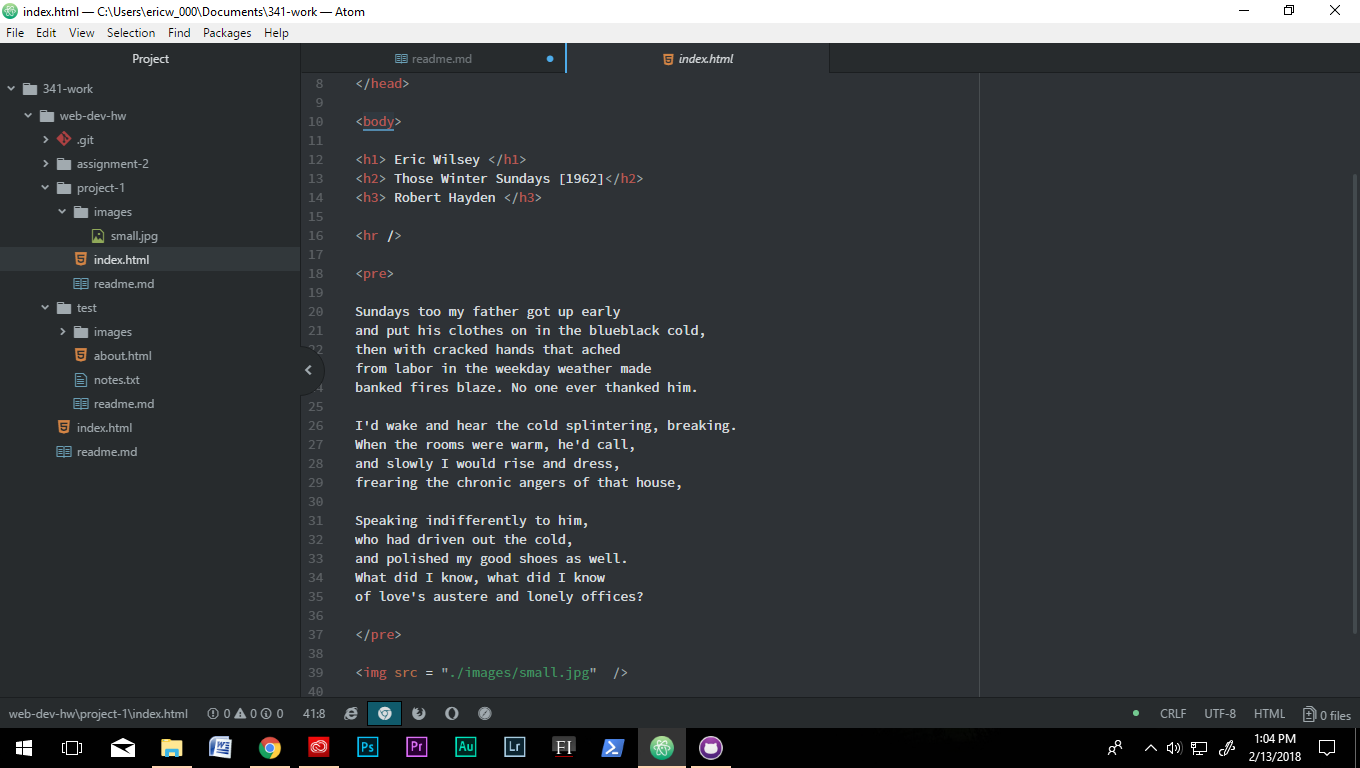 index.html — C:\Users\ericw_000\Documents\341-work — Atom
File Edit View Selection Find Packages Help
Project
readme.md
index.html
341-work
web-dev-hw
.git
assignment-2
project-1
images
small.jpg
index.html
readme.md
test
images
about.html
notes.txt
readme.md
index.html
readme.md
8 </head>
9
10 <body>
11
12 <h1> Eric Wilsey </h1>
13 <h2> Those Winter Sundays [1962]</h2>
14 <h3> Robert Hayden </h3>
15
16 <hr />
17
18 <pre>
19
20 Sundays too my father got up early
21 and put his clothes on in the blueblack cold,
22 then with cracked hands that ached
from labor in the weekday weather made
4 banked fires blaze. No one ever thanked him.
25
26 I'd wake and hear the cold splintering, breaking.
27 When the rooms were warm, he'd call,
28 and slowly I would rise and dress,
29 frearing the chronic angers of that house,
30
31 Speaking indifferently to him,
32 who had driven out the cold,
33 and polished my good shoes as well.
34 What did I know, what did I know
35 of love's austere and lonely offices?
36
37 </pre>
38
39 <img src = "./images/small.jpg"  />
40
web-dev-hw\project-1\index.html 0 0 0 41:8 CRLF UTF-8 HTML 0 files
W Ps Pr Au Lr FI
1:04 PM
2/13/2018